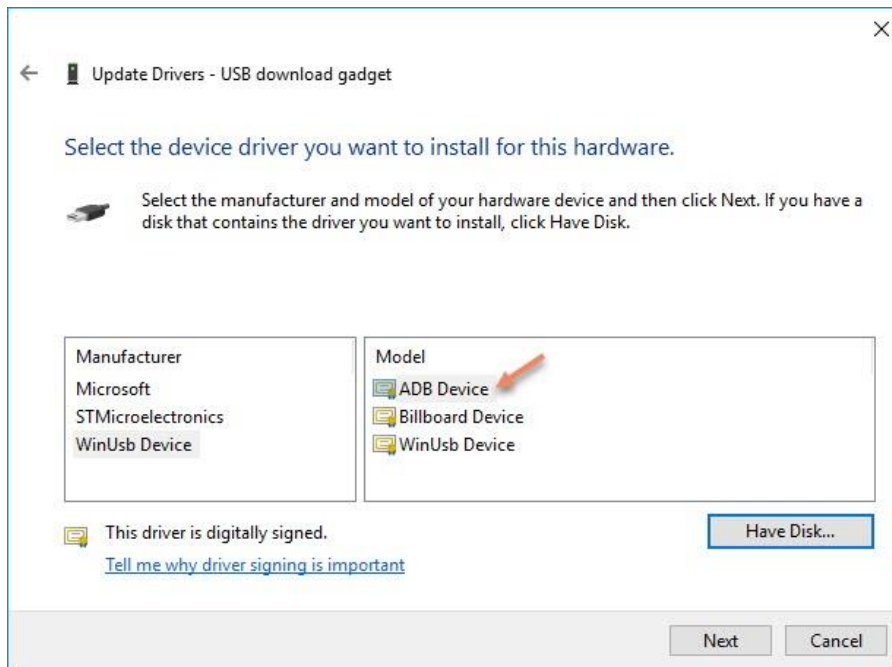 Update Drivers - USB download gadget
Select the device driver you want to install for this hardware.
Select the manufacturer and model of your hardware device and then click Next. If you have a
disk that contains the driver you want to install, click Have Disk.
Manufacturer
Microsoft
STMicroelectronics
WinUsb Device
Model
ADB Device
Billboard Device
WinUsb Device
This driver is digitally signed.
Tell me why driver signing is important
Have Disk...
Next
Cancel